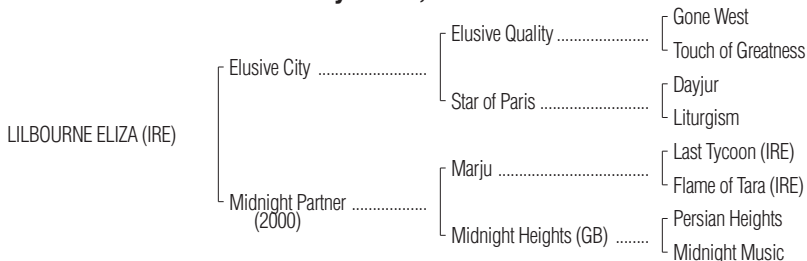 Gone West
Elusive Quality ......................
Touch of Greatness
Elusive City .........................
Dayjur
Star of Paris .........................
Liturgism
LILBOURNE ELIZA (IRE)
Last Tycoon (IRE)
Marju ...................................
Flame of Tara (IRE)
Midnight Partner ..................
(2000)
Persian Heights
Midnight Heights (GB) ........
Midnight Music